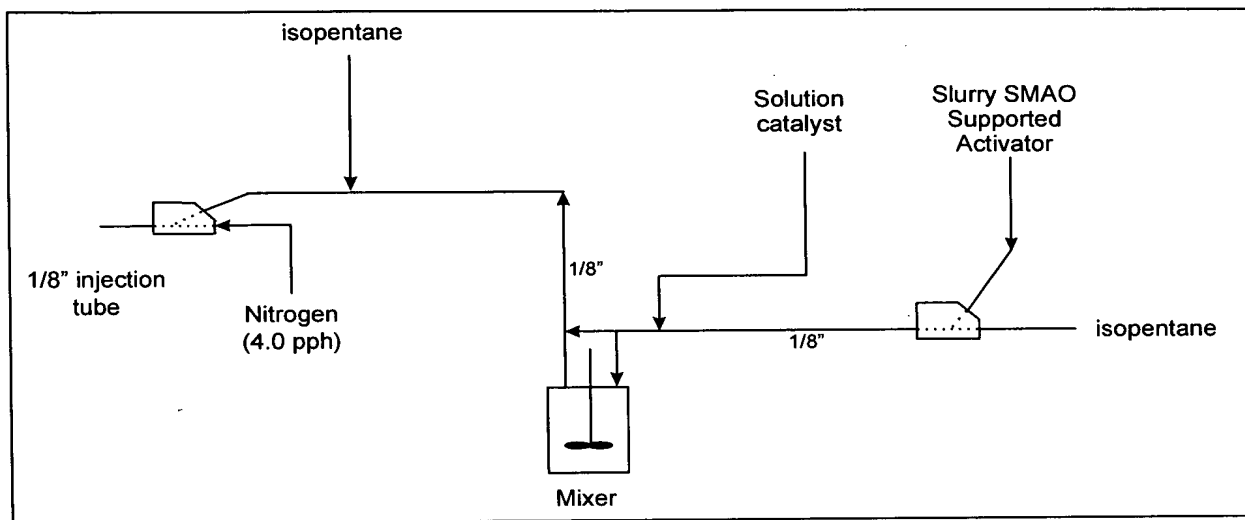 isopentane
Solution
catalyst
Slurry SMAO
Supported
Activator
1/8” injection
tube
Nitrogen
(4.0 pph)
1/8”
1/8”
isopentane
Mixer